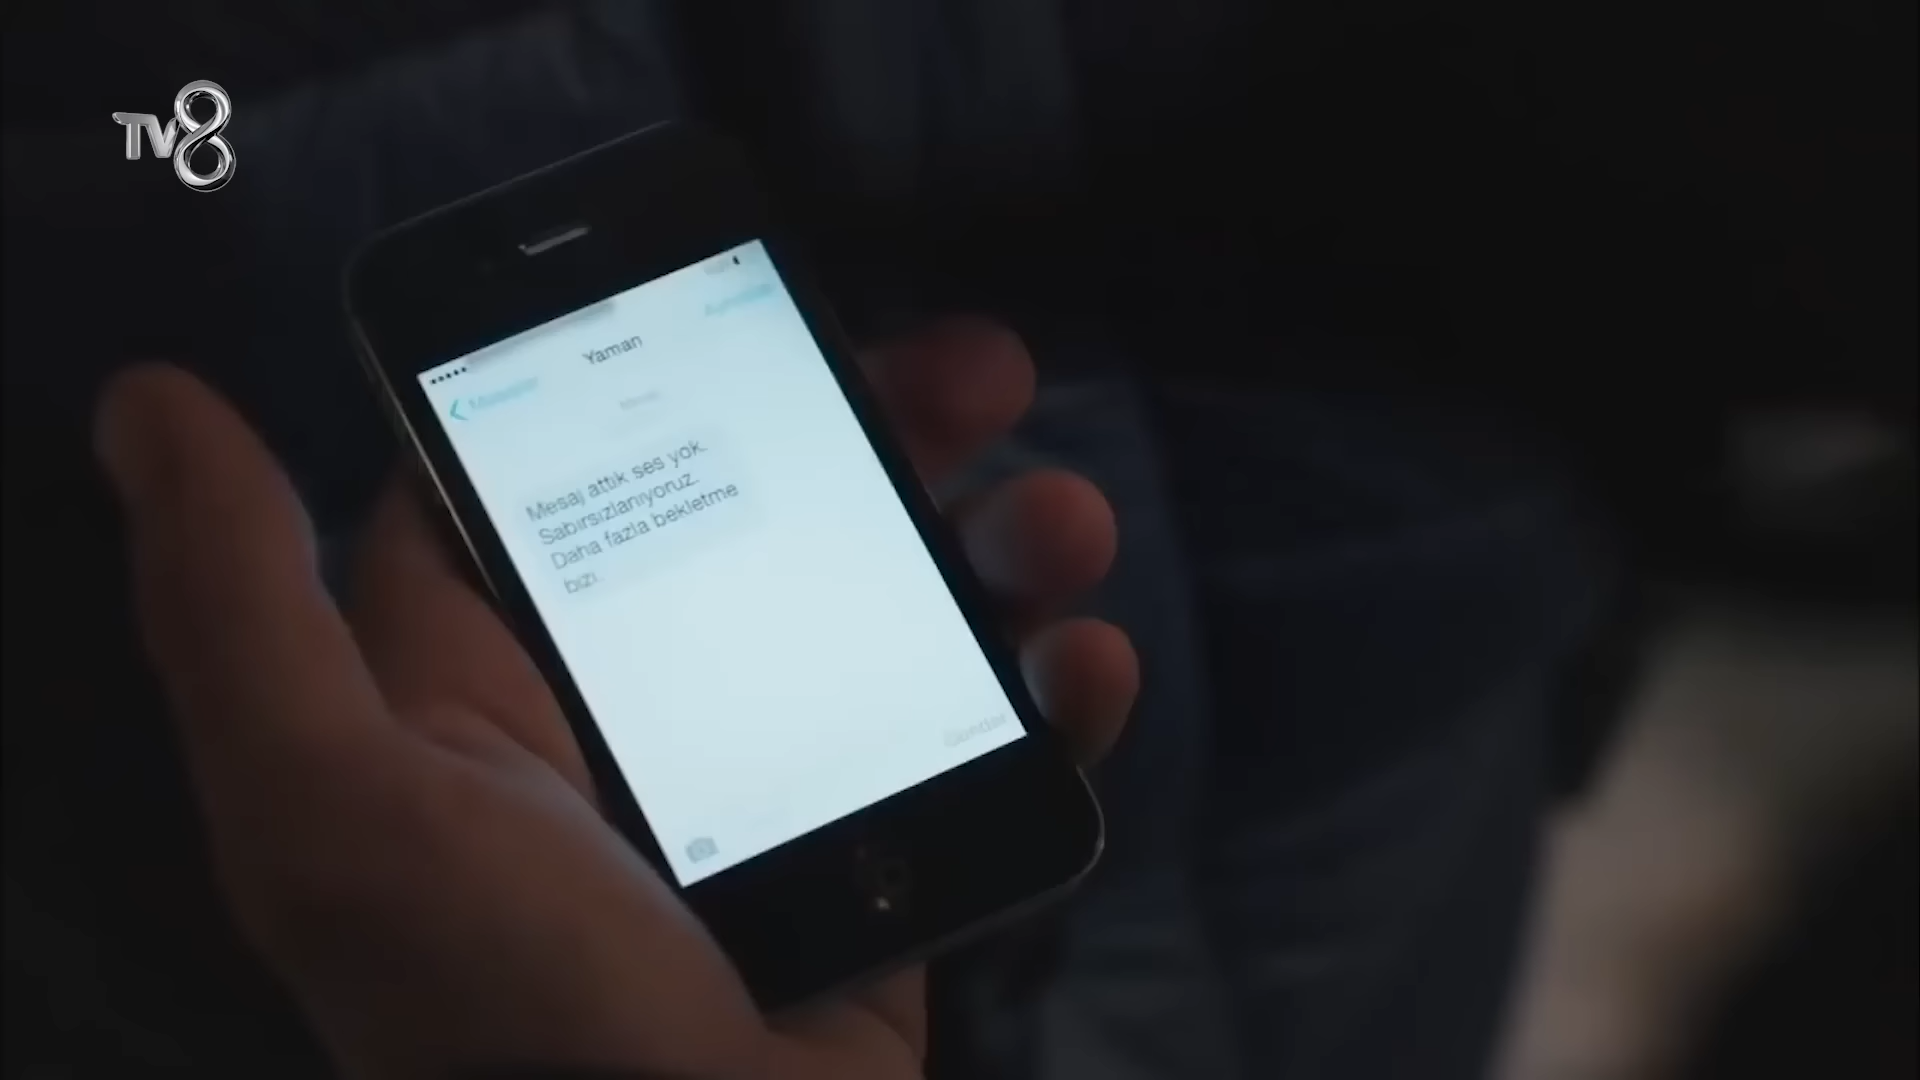 TV8
Yaman
Mesaj attık ses yok.
Sabırsızlanıyoruz.
Daha fazla bekletme
bizi.